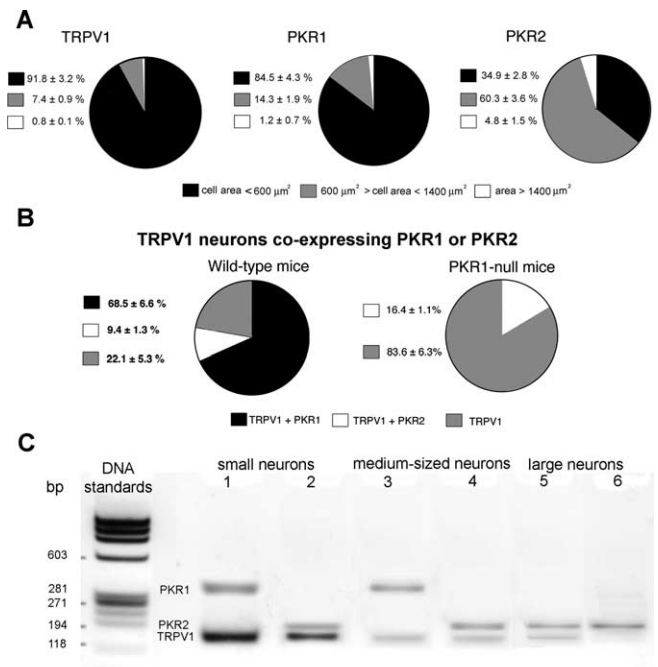 A
TRPV1
PKR1
PKR2
91.8 ± 3.2 %
7.4 ± 0.9 %
0.8 ± 0.1 %
84.5 ± 4.3 %
14.3 ± 1.9 %
1.2 ± 0.7 %
34.9 ± 2.8 %
60.3 ± 3.6 %
4.8 ± 1.5 %
cell area < 600 μm² 600 μm² > cell area < 1400 μm² area > 1400 μm²
B
TRPV1 neurons co-expressing PKR1 or PKR2
Wild-type mice
PKR1-null mice
68.5 ± 6.6 %
9.4 ± 1.3 %
22.1 ± 5.3 %
16.4 ± 1.1%
83.6 ± 6.3%
TRPV1 + PKR1 TRPV1 + PKR2 TRPV1
C
DNA
standards
bp
small neurons medium-sized neurons large neurons
1 2 3 4 5 6
603
281
271
194
118
PKR1
PKR2
TRPV1